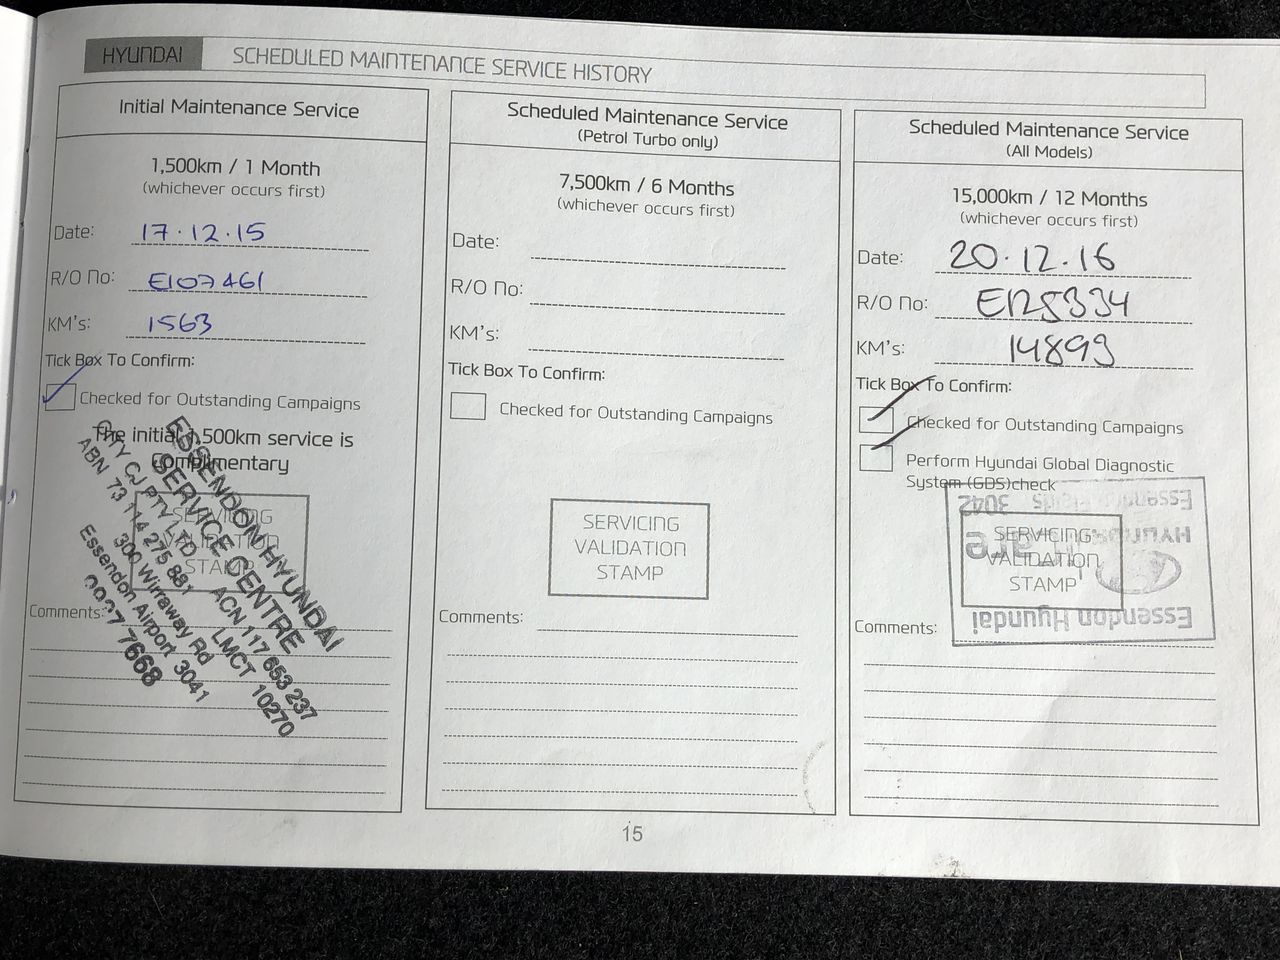 HYUNDAI SCHEDULED MAINTENANCE SERVICE HISTORY
Initial Maintenance Service
1,500km / 1 Month
(whichever occurs first)
Date: 17.12.15
R/O No: E107461
KM's: 1563
Tick Box To Confirm:
Checked for Outstanding Campaigns
The initial 1,500km service is
Complimentary
SERVICING
VALIDATION
STAMP
ESSENDON HYUNDAI
SERVICE CENTRE
QTY CJ PTY LTD ACN 117 653 237
ABN 73 114 275 881 LMCT 10270
300 Wirraway Rd
Essendon Airport 3041
7668
Comments:
Scheduled Maintenance Service
(Petrol Turbo only)
7,500km / 6 Months
(whichever occurs first)
Date:
R/O No:
KM's:
Tick Box To Confirm:
Checked for Outstanding Campaigns
SERVICING
VALIDATION
STAMP
Comments:
Scheduled Maintenance Service
(All Models)
15,000km / 12 Months
(whichever occurs first)
Date: 20.12.16
R/O No: E125334
KM's: 14899
Tick Box To Confirm:
Checked for Outstanding Campaigns
Perform Hyundai Global Diagnostic
System (GDS)check
SERVICING
VALIDATION
STAMP
Essendon Hyundai
HYUNDAI
Essendon Fields 3042
Comments:
15